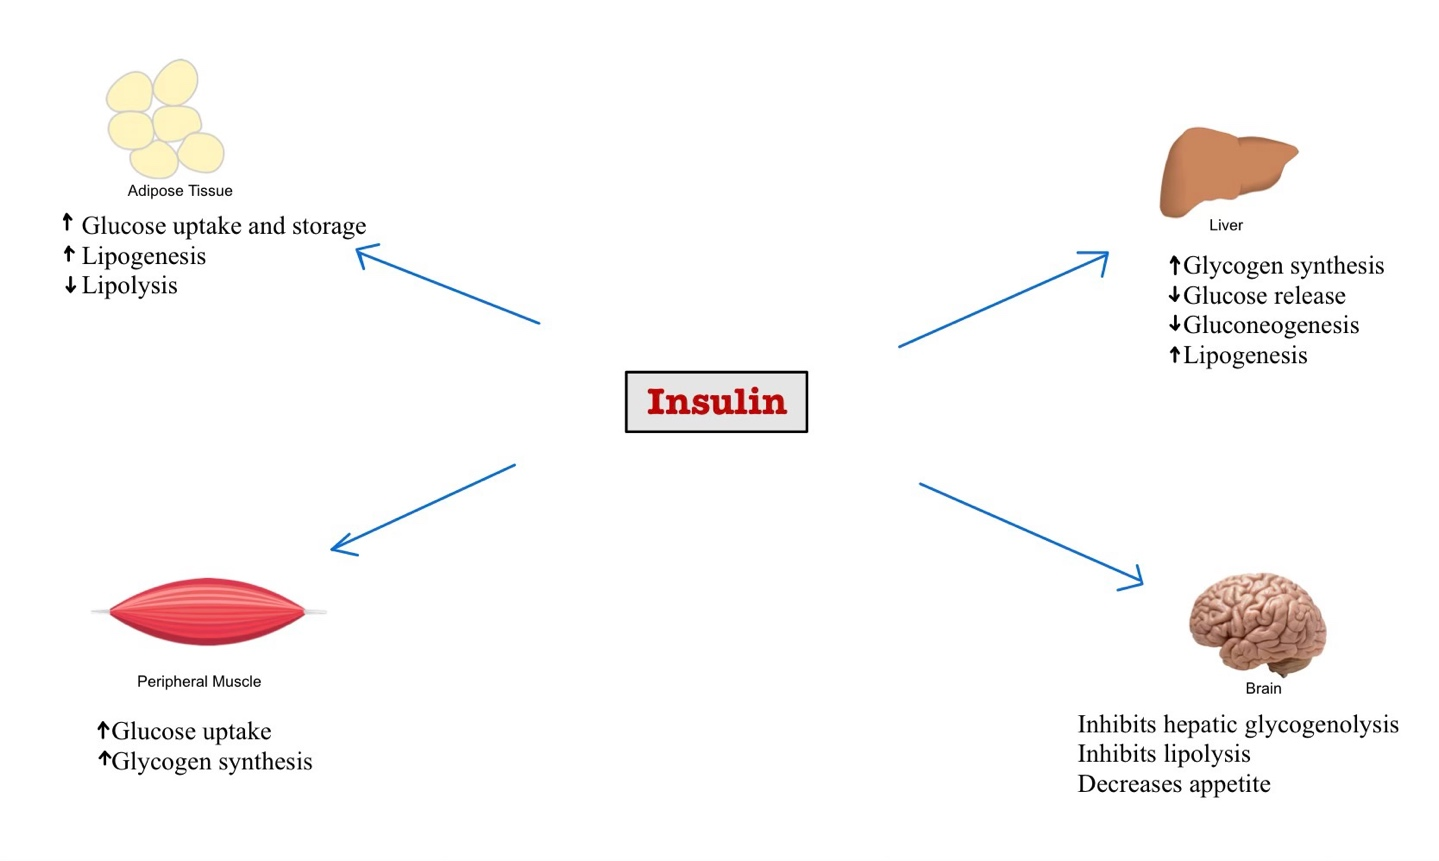 Adipose Tissue
↑ Glucose uptake and storage
↑ Lipogenesis
↓ Lipolysis
Liver
↑Glycogen synthesis
↓Glucose release
↓Gluconeogenesis
↑Lipogenesis
Insulin
Peripheral Muscle
↑Glucose uptake
↑Glycogen synthesis
Brain
Inhibits hepatic glycogenolysis
Inhibits lipolysis
Decreases appetite